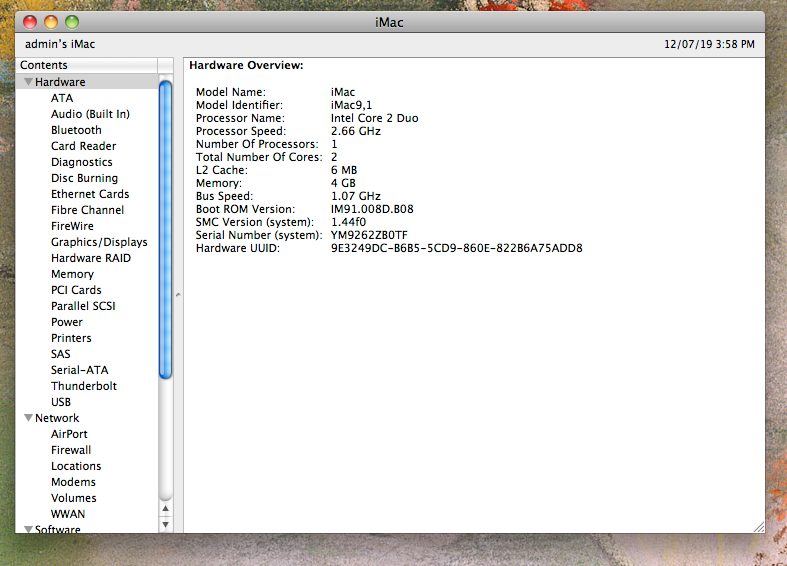 iMac
admin's iMac
12/07/19 3:58 PM
Contents
Hardware
ATA
Audio (Built In)
Bluetooth
Card Reader
Diagnostics
Disc Burning
Ethernet Cards
Fibre Channel
FireWire
Graphics/Displays
Hardware RAID
Memory
PCI Cards
Parallel SCSI
Power
Printers
SAS
Serial-ATA
Thunderbolt
USB
Network
AirPort
Firewall
Locations
Modems
Volumes
WWAN
Software
Hardware Overview:
Model Name: iMac
Model Identifier: iMac9,1
Processor Name: Intel Core 2 Duo
Processor Speed: 2.66 GHz
Number Of Processors: 1
Total Number Of Cores: 2
L2 Cache: 6 MB
Memory: 4 GB
Bus Speed: 1.07 GHz
Boot ROM Version: IM91.008D.B08
SMC Version (system): 1.44f0
Serial Number (system): YM9262ZB0TF
Hardware UUID: 9E3249DC-B6B5-5CD9-860E-822B6A75ADD8